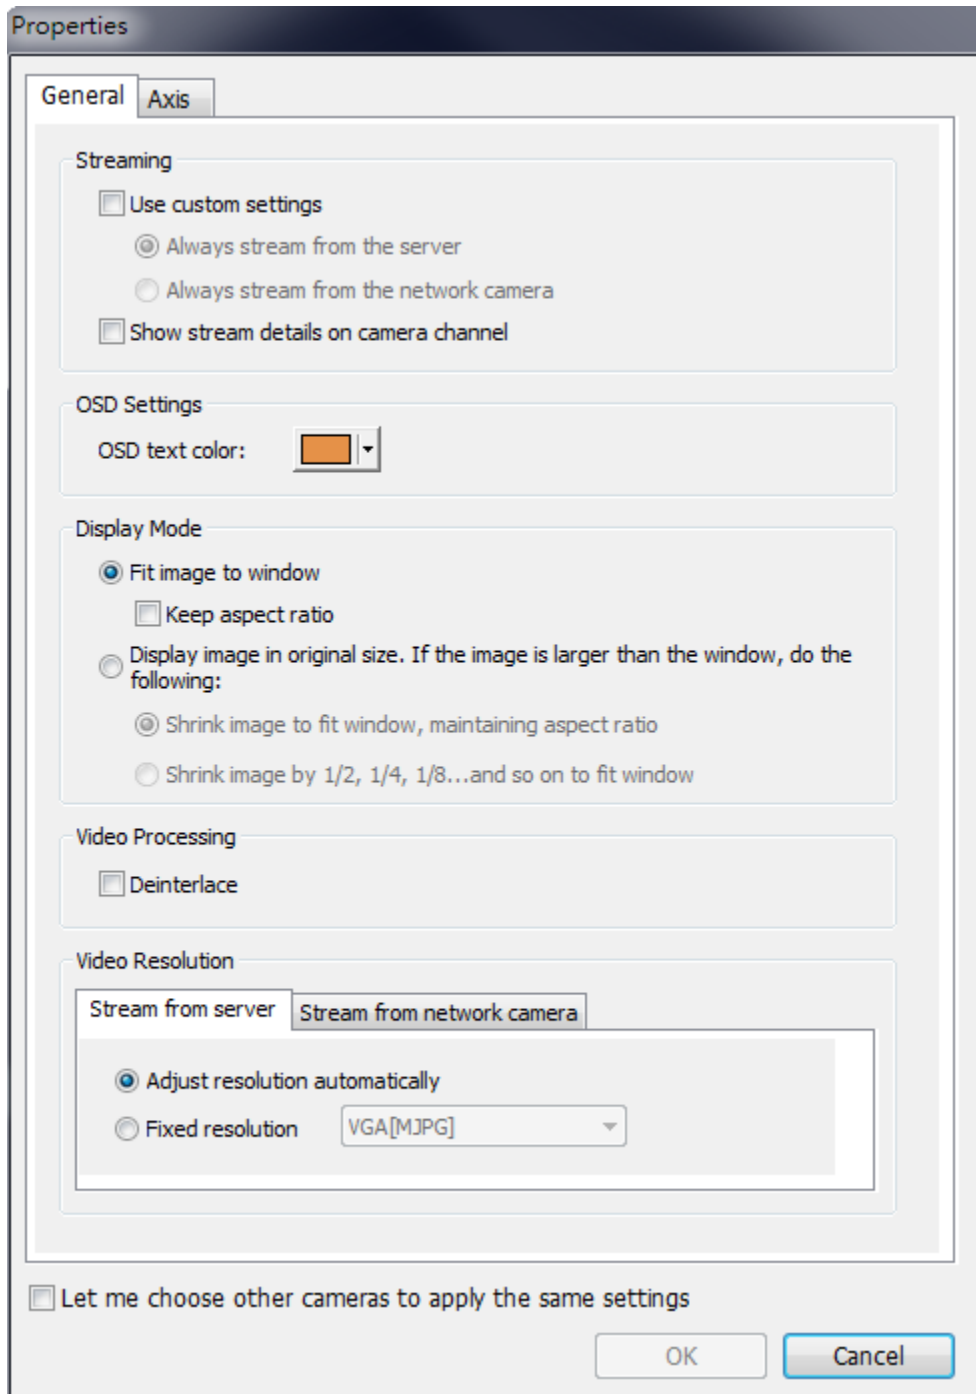 Properties
General
Axis
Streaming
Use custom settings
Always stream from the server
Always stream from the network camera
Show stream details on camera channel
OSD Settings
OSD text color:
Display Mode
Fit image to window
Keep aspect ratio
Display image in original size. If the image is larger than the window, do the
following:
Shrink image to fit window, maintaining aspect ratio
Shrink image by 1/2, 1/4, 1/8...and so on to fit window
Video Processing
Deinterlace
Video Resolution
Stream from server
Stream from network camera
Adjust resolution automatically
Fixed resolution
VGA[MJPG]
Let me choose other cameras to apply the same settings
OK
Cancel